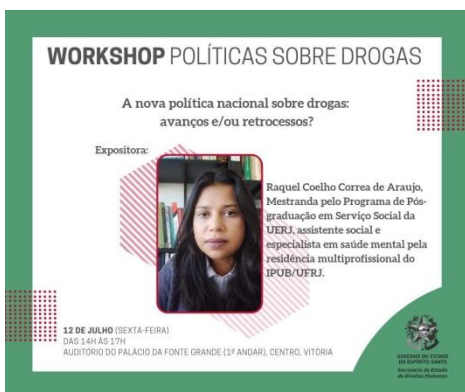 WORKSHOP POLÍTICAS SOBRE DROGAS
A nova política nacional sobre drogas:
avanços e/ou retrocessos?
Expositora:
Raquel Coelho Correa de Araujo,
Mestranda pelo Programa de Pós-
graduação em Serviço Social da
UERJ, assistente social e
especialista em saúde mental pela
residência multiprofissional do
IPUB/UFRJ.
12 DE JULHO (SEXTA-FEIRA)
DAS 14H ÀS 17H
AUDITÓRIO DO PALÁCIO DA FONTE GRANDE (1º ANDAR), CENTRO, VITÓRIA
GOVERNO DO ESTADO
DO ESPÍRITO SANTO
Secretaria de Estado
de Direitos Humanos